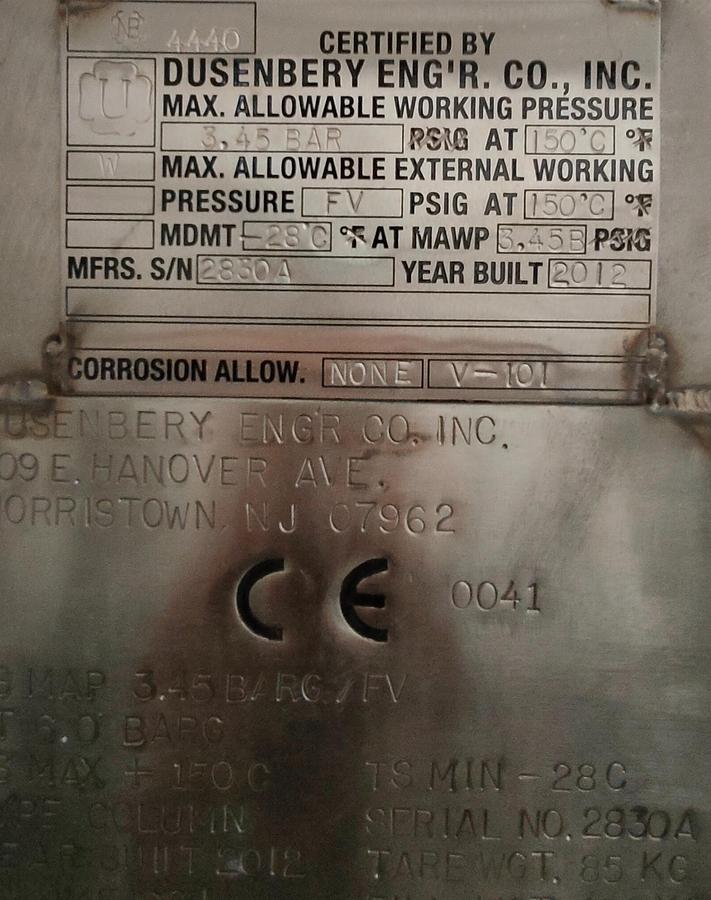 NB 4440
CERTIFIED BY
DUSENBERY ENG'R. CO., INC.
U
MAX. ALLOWABLE WORKING PRESSURE
3,45 BAR PSIG AT 150°C °F
W MAX. ALLOWABLE EXTERNAL WORKING
PRESSURE FV PSIG AT 150°C °F
MDMT -28°C °F AT MAWP 3,45B PSIG
MFRS. S/N 2830A YEAR BUILT 2012
CORROSION ALLOW. NONE V-101
USENBERY ENGR CO. INC.
09 E. HANOVER AVE.
ORRISTOWN, NJ 07962
CE 0041
MAP 3.45 BARG/FV
6.0 BARG
MAX + 150 C TS MIN -28C
PE COLUMN SERIAL NO. 2830A
EAR BUILT 2012 TARE WGT. 85 KG